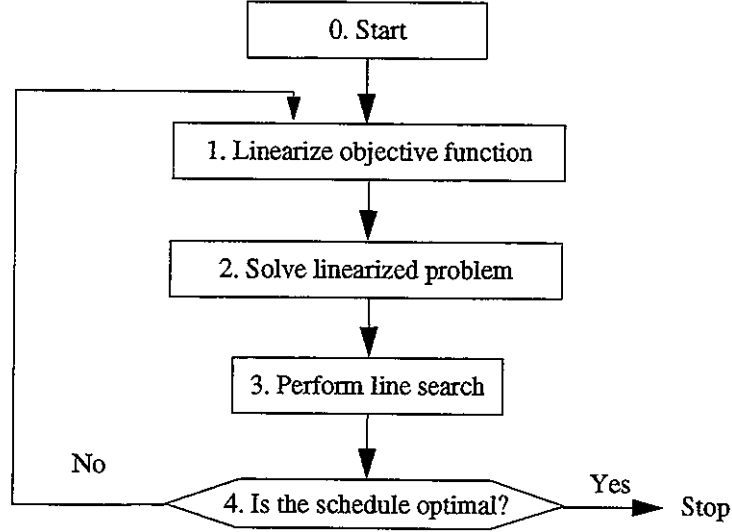 0. Start
1. Linearize objective function
2. Solve linearized problem
3. Perform line search
4. Is the schedule optimal?
No
Yes
Stop